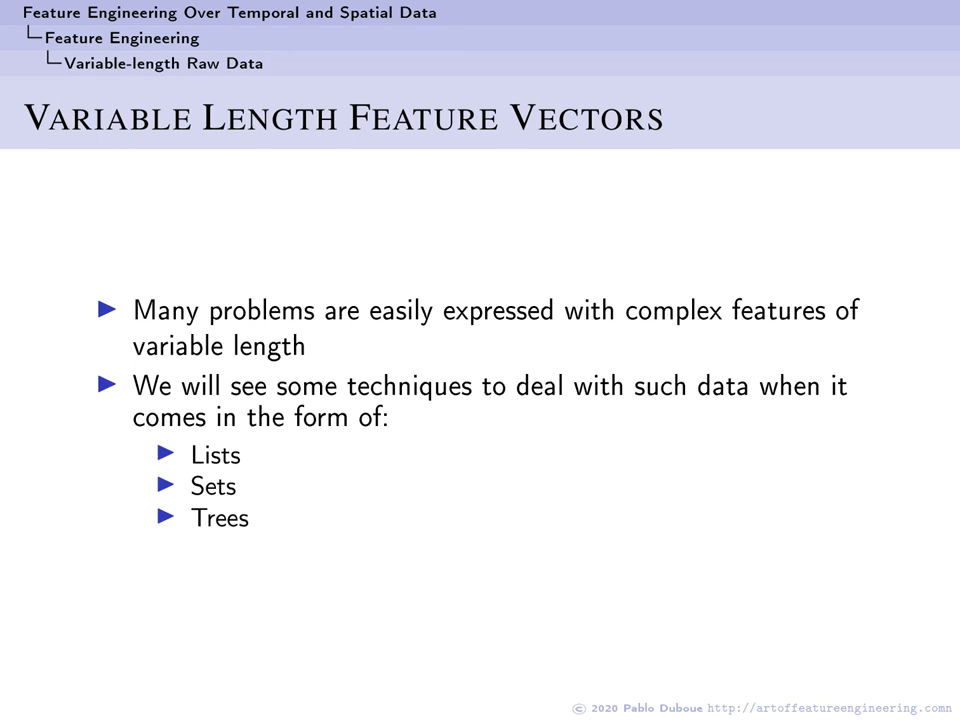 Feature Engineering Over Temporal and Spatial Data
Feature Engineering
Variable-length Raw Data
VARIABLE LENGTH FEATURE VECTORS
Many problems are easily expressed with complex features of
variable length
We will see some techniques to deal with such data when it
comes in the form of:
Lists
Sets
Trees
© 2020 Pablo Duboue http://artoffeatureengineering.comn